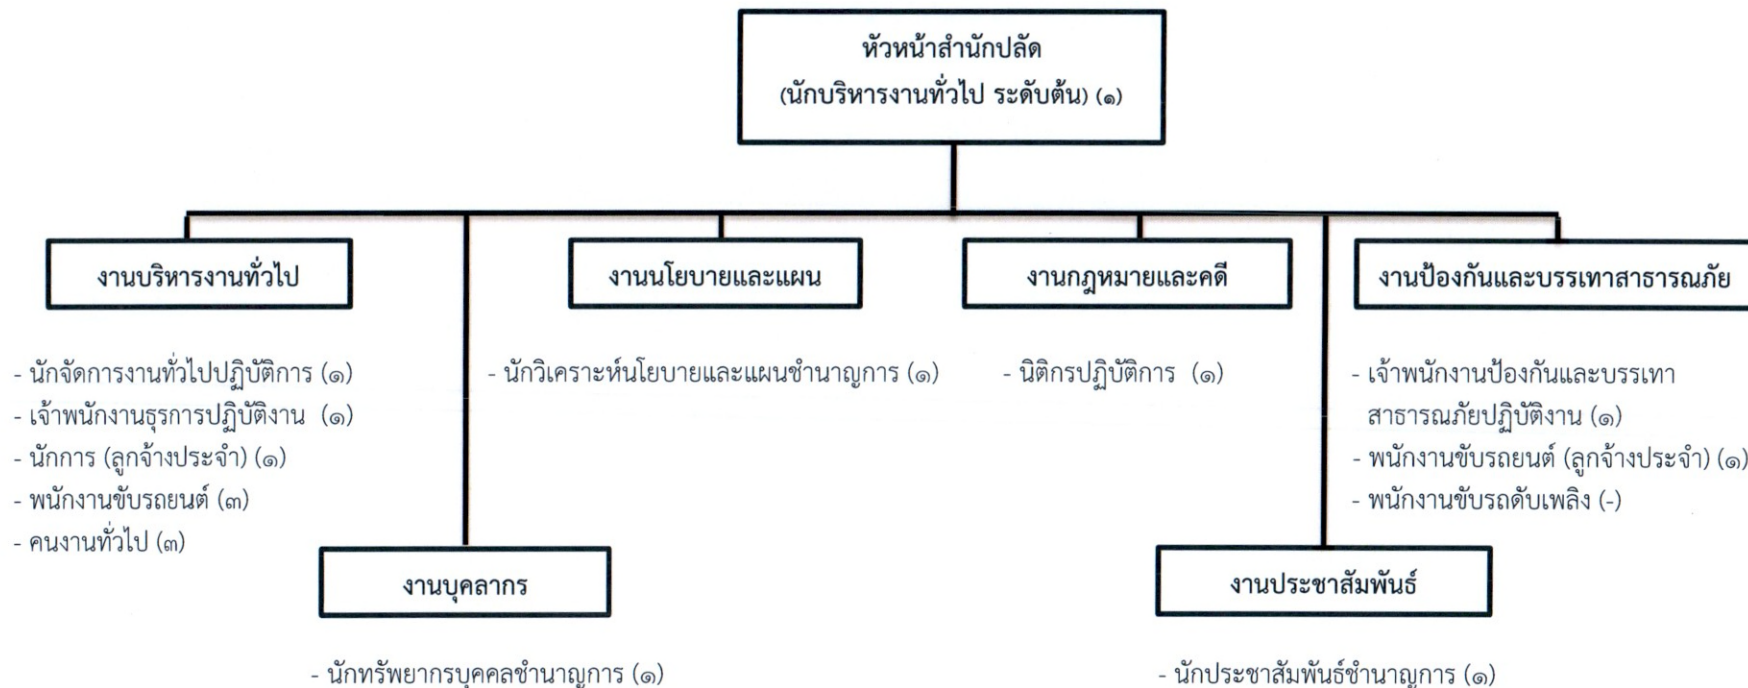 หัวหน้าสำนักปลัด
(นักบริหารงานทั่วไป ระดับต้น) (๑)
งานบริหารงานทั่วไป
- นักจัดการงานทั่วไปปฏิบัติการ (๑)
- เจ้าพนักงานธุรการปฏิบัติงาน (๑)
- นักการ (ลูกจ้างประจำ) (๑)
- พนักงานขับรถยนต์ (๓)
- คนงานทั่วไป (๓)
งานบุคลากร
- นักทรัพยากรบุคคลชำนาญการ (๑)
งานนโยบายและแผน
- นักวิเคราะห์นโยบายและแผนชำนาญการ (๑)
งานกฎหมายและคดี
- นิติกรปฏิบัติการ (๑)
งานประชาสัมพันธ์
- นักประชาสัมพันธ์ชำนาญการ (๑)
งานป้องกันและบรรเทาสาธารณภัย
- เจ้าพนักงานป้องกันและบรรเทา
สาธารณภัยปฏิบัติงาน (๑)
- พนักงานขับรถยนต์ (ลูกจ้างประจำ) (๑)
- พนักงานขับรถดับเพลิง (-)